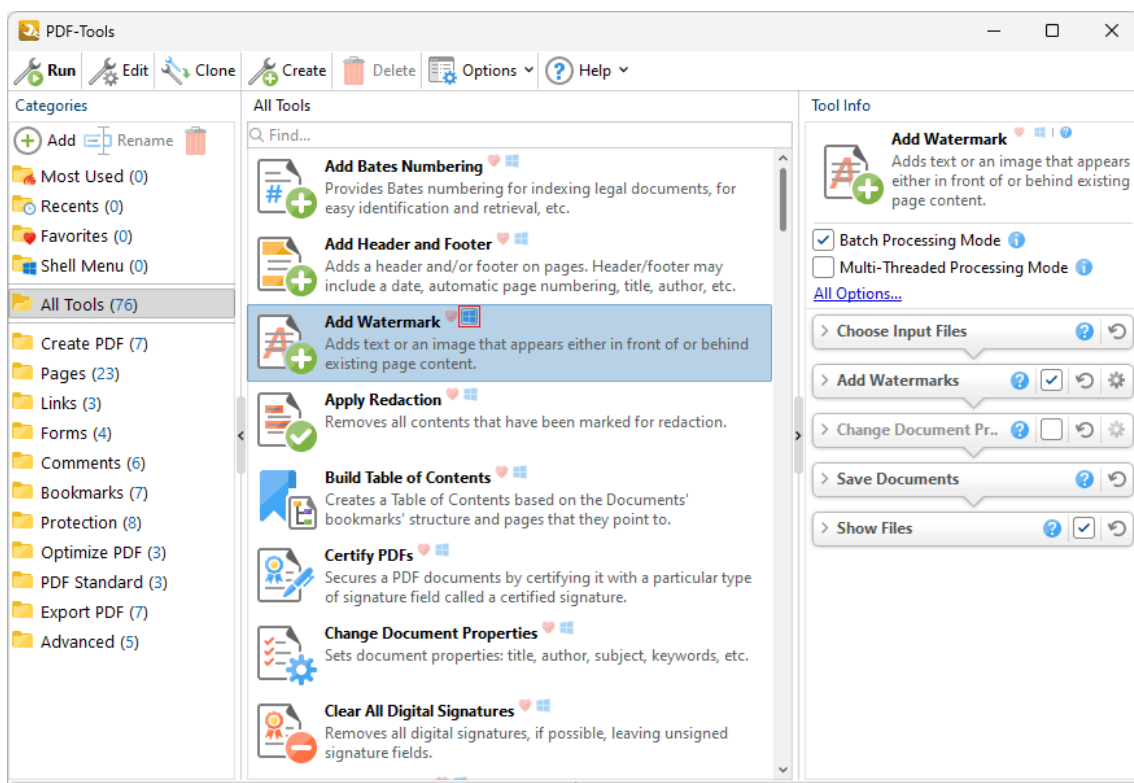 PDF-Tools
Run Edit Clone Create Delete Options Help
Categories
Add Rename
Most Used (0)
Recents (0)
Favorites (0)
Shell Menu (0)
All Tools (76)
Create PDF (7)
Pages (23)
Links (3)
Forms (4)
Comments (6)
Bookmarks (7)
Protection (8)
Optimize PDF (3)
PDF Standard (3)
Export PDF (7)
Advanced (5)
All Tools
Find...
Add Bates Numbering
Provides Bates numbering for indexing legal documents, for
easy identification and retrieval, etc.
Add Header and Footer
Adds a header and/or footer on pages. Header/footer may
include a date, automatic page numbering, title, author, etc.
Add Watermark
Adds text or an image that appears either in front of or behind
existing page content.
Apply Redaction
Removes all contents that have been marked for redaction.
Build Table of Contents
Creates a Table of Contents based on the Documents'
bookmarks' structure and pages that they point to.
Certify PDFs
Secures a PDF documents by certifying it with a particular type
of signature field called a certified signature.
Change Document Properties
Sets document properties: title, author, subject, keywords, etc.
Clear All Digital Signatures
Removes all digital signatures, if possible, leaving unsigned
signature fields.
Tool Info
Add Watermark
Adds text or an image that appears
either in front of or behind existing
page content.
Batch Processing Mode
Multi-Threaded Processing Mode
All Options...
Choose Input Files
Add Watermarks
Change Document Pr..
Save Documents
Show Files